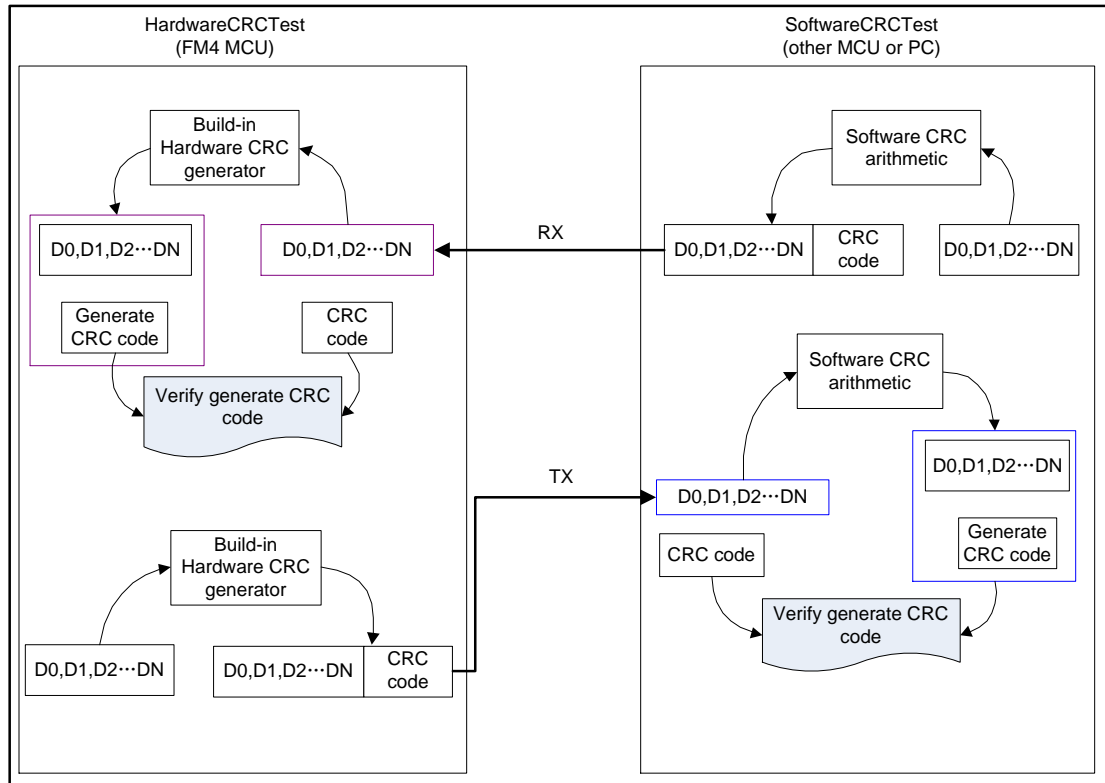 HardwareCRCTest
(FM4 MCU)
SoftwareCRCTest
(other MCU or PC)
Build-in
Hardware CRC
generator
D0,D1,D2⋯DN
Generate
CRC code
D0,D1,D2⋯DN
CRC
code
Verify generate CRC
code
RX
Software CRC
arithmetic
D0,D1,D2⋯DN
CRC
code
D0,D1,D2⋯DN
Build-in
Hardware CRC
generator
D0,D1,D2⋯DN
D0,D1,D2⋯DN
CRC
code
TX
Software CRC
arithmetic
D0,D1,D2⋯DN
CRC code
D0,D1,D2⋯DN
Generate
CRC code
Verify generate CRC
code